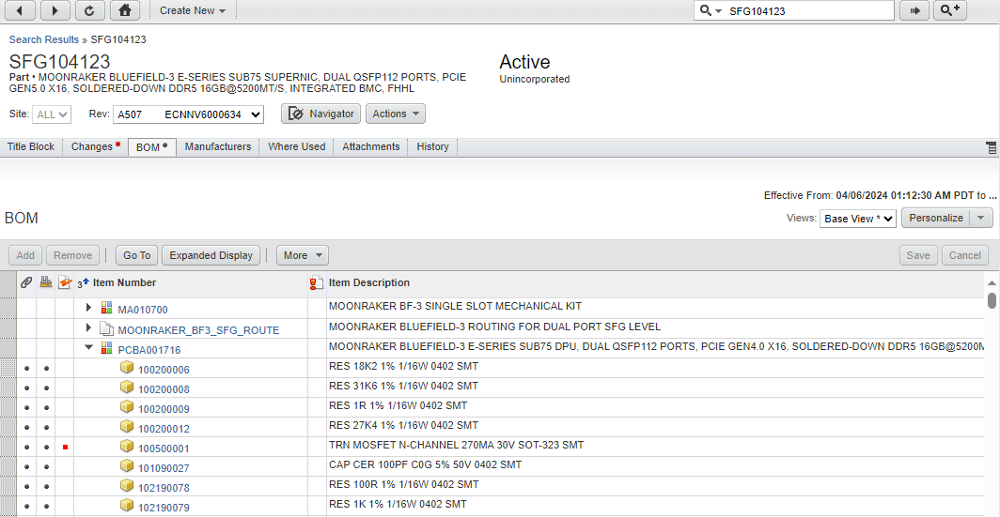 Create New
SFG104123
Search Results » SFG104123
SFG104123
Part • MOONRAKER BLUEFIELD-3 E-SERIES SUB75 SUPERNIC, DUAL QSFP112 PORTS, PCIE
GEN5.0 X16, SOLDERED-DOWN DDR5 16GB@5200MT/S, INTEGRATED BMC, FHHL
Active
Unincorporated
Site: ALL Rev: A507 ECNNV6000634 Navigator Actions
Title Block Changes BOM Manufacturers Where Used Attachments History
Effective From: 04/06/2024 01:12:30 AM PDT to ...
BOM Views: Base View * Personalize
Add Remove Go To Expanded Display More Save Cancel
3 Item Number Item Description
MA010700 MOONRAKER BF-3 SINGLE SLOT MECHANICAL KIT
MOONRAKER_BF3_SFG_ROUTE MOONRAKER BLUEFIELD-3 ROUTING FOR DUAL PORT SFG LEVEL
PCBA001716 MOONRAKER BLUEFIELD-3 E-SERIES SUB75 DPU, DUAL QSFP112 PORTS, PCIE GEN4.0 X16, SOLDERED-DOWN DDR5 16GB@5200M
100200006 RES 18K2 1% 1/16W 0402 SMT
100200008 RES 31K6 1% 1/16W 0402 SMT
100200009 RES 1R 1% 1/16W 0402 SMT
100200012 RES 27K4 1% 1/16W 0402 SMT
100500001 TRN MOSFET N-CHANNEL 270MA 30V SOT-323 SMT
101090027 CAP CER 100PF C0G 5% 50V 0402 SMT
102190078 RES 100R 1% 1/16W 0402 SMT
102190079 RES 1K 1% 1/16W 0402 SMT